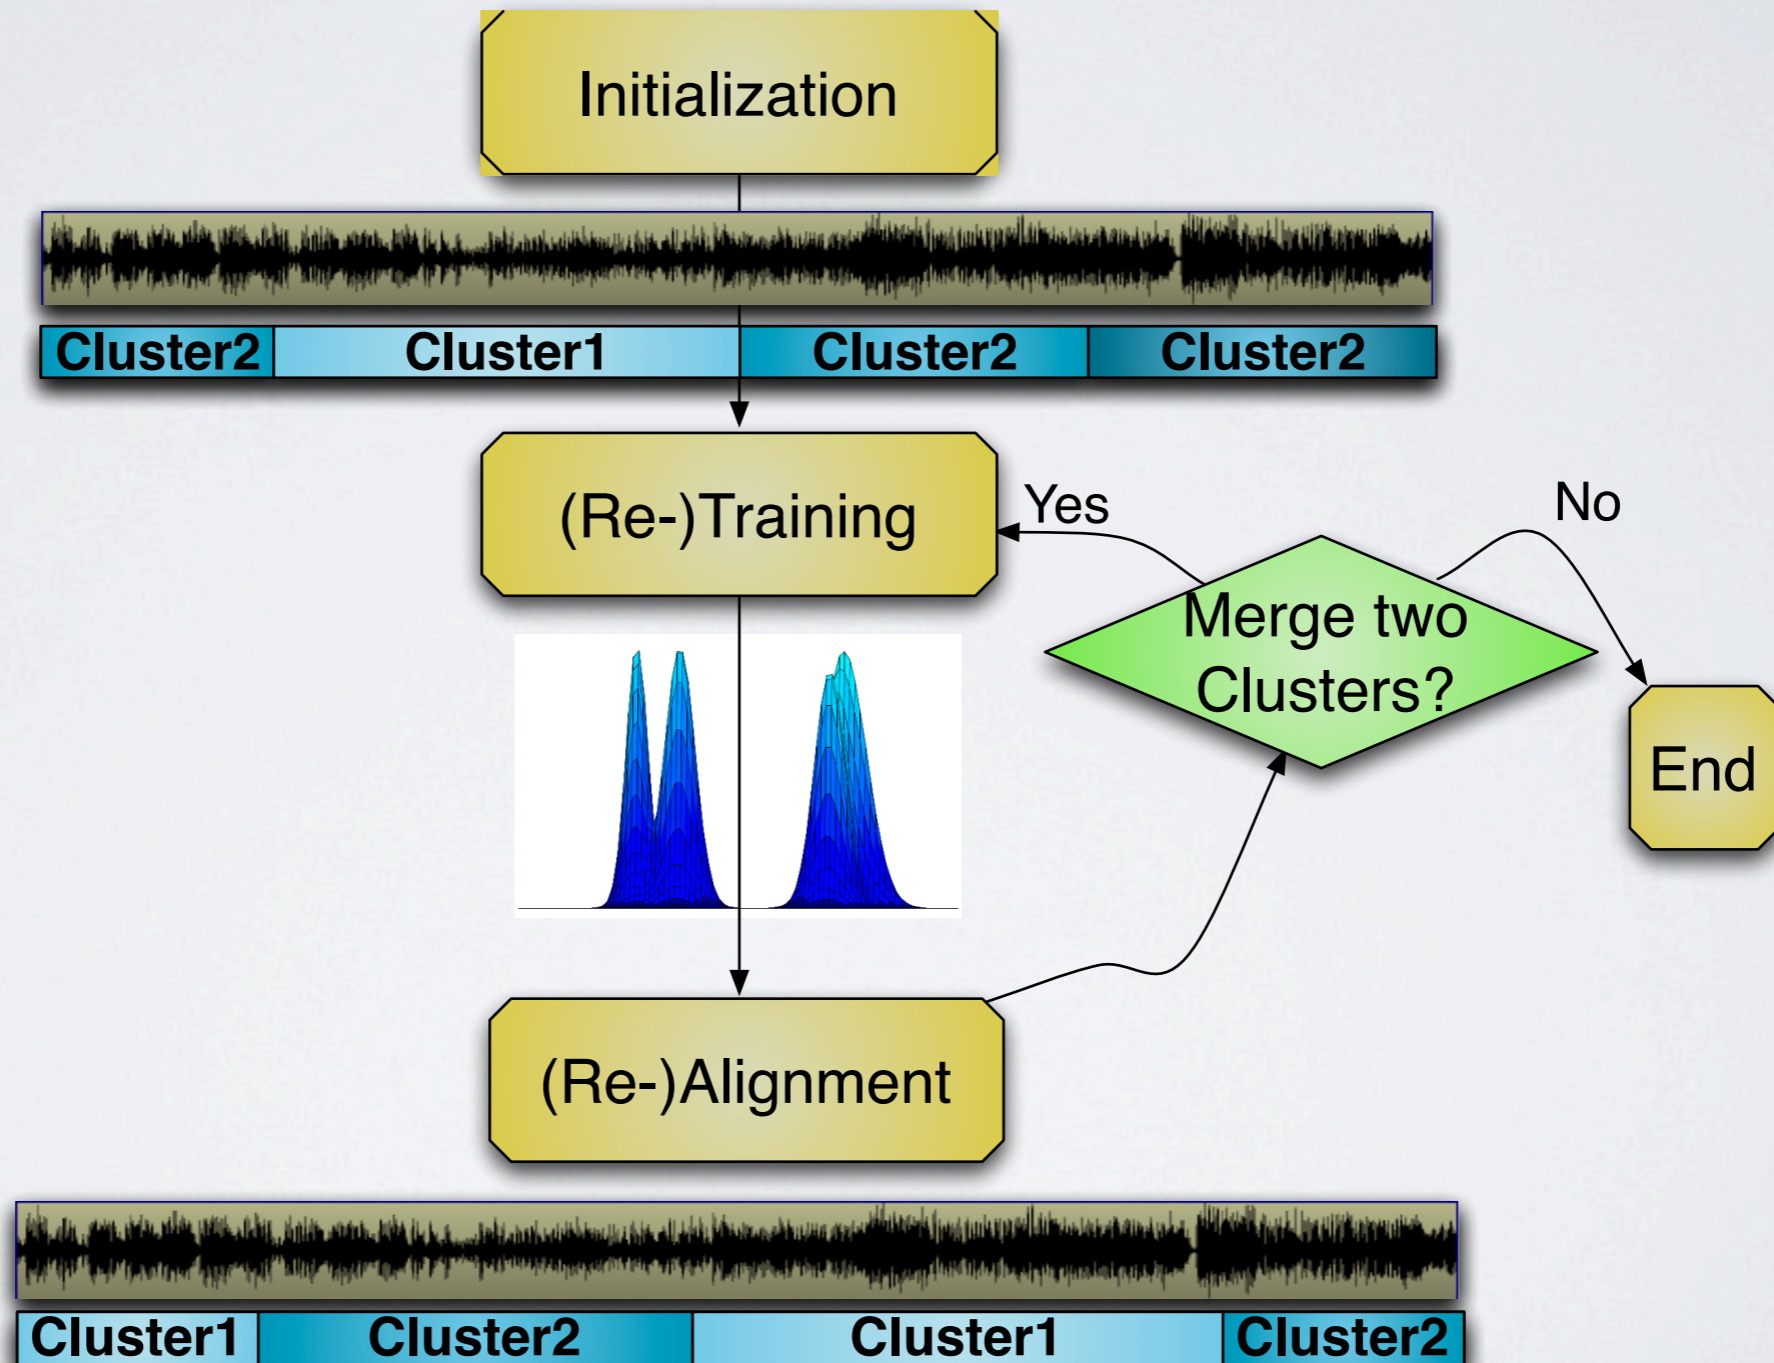 Initialization
Cluster2 Cluster1 Cluster2 Cluster2
(Re-)Training
Yes
No
Merge two
Clusters?
End
(Re-)Alignment
Cluster1 Cluster2 Cluster1 Cluster2